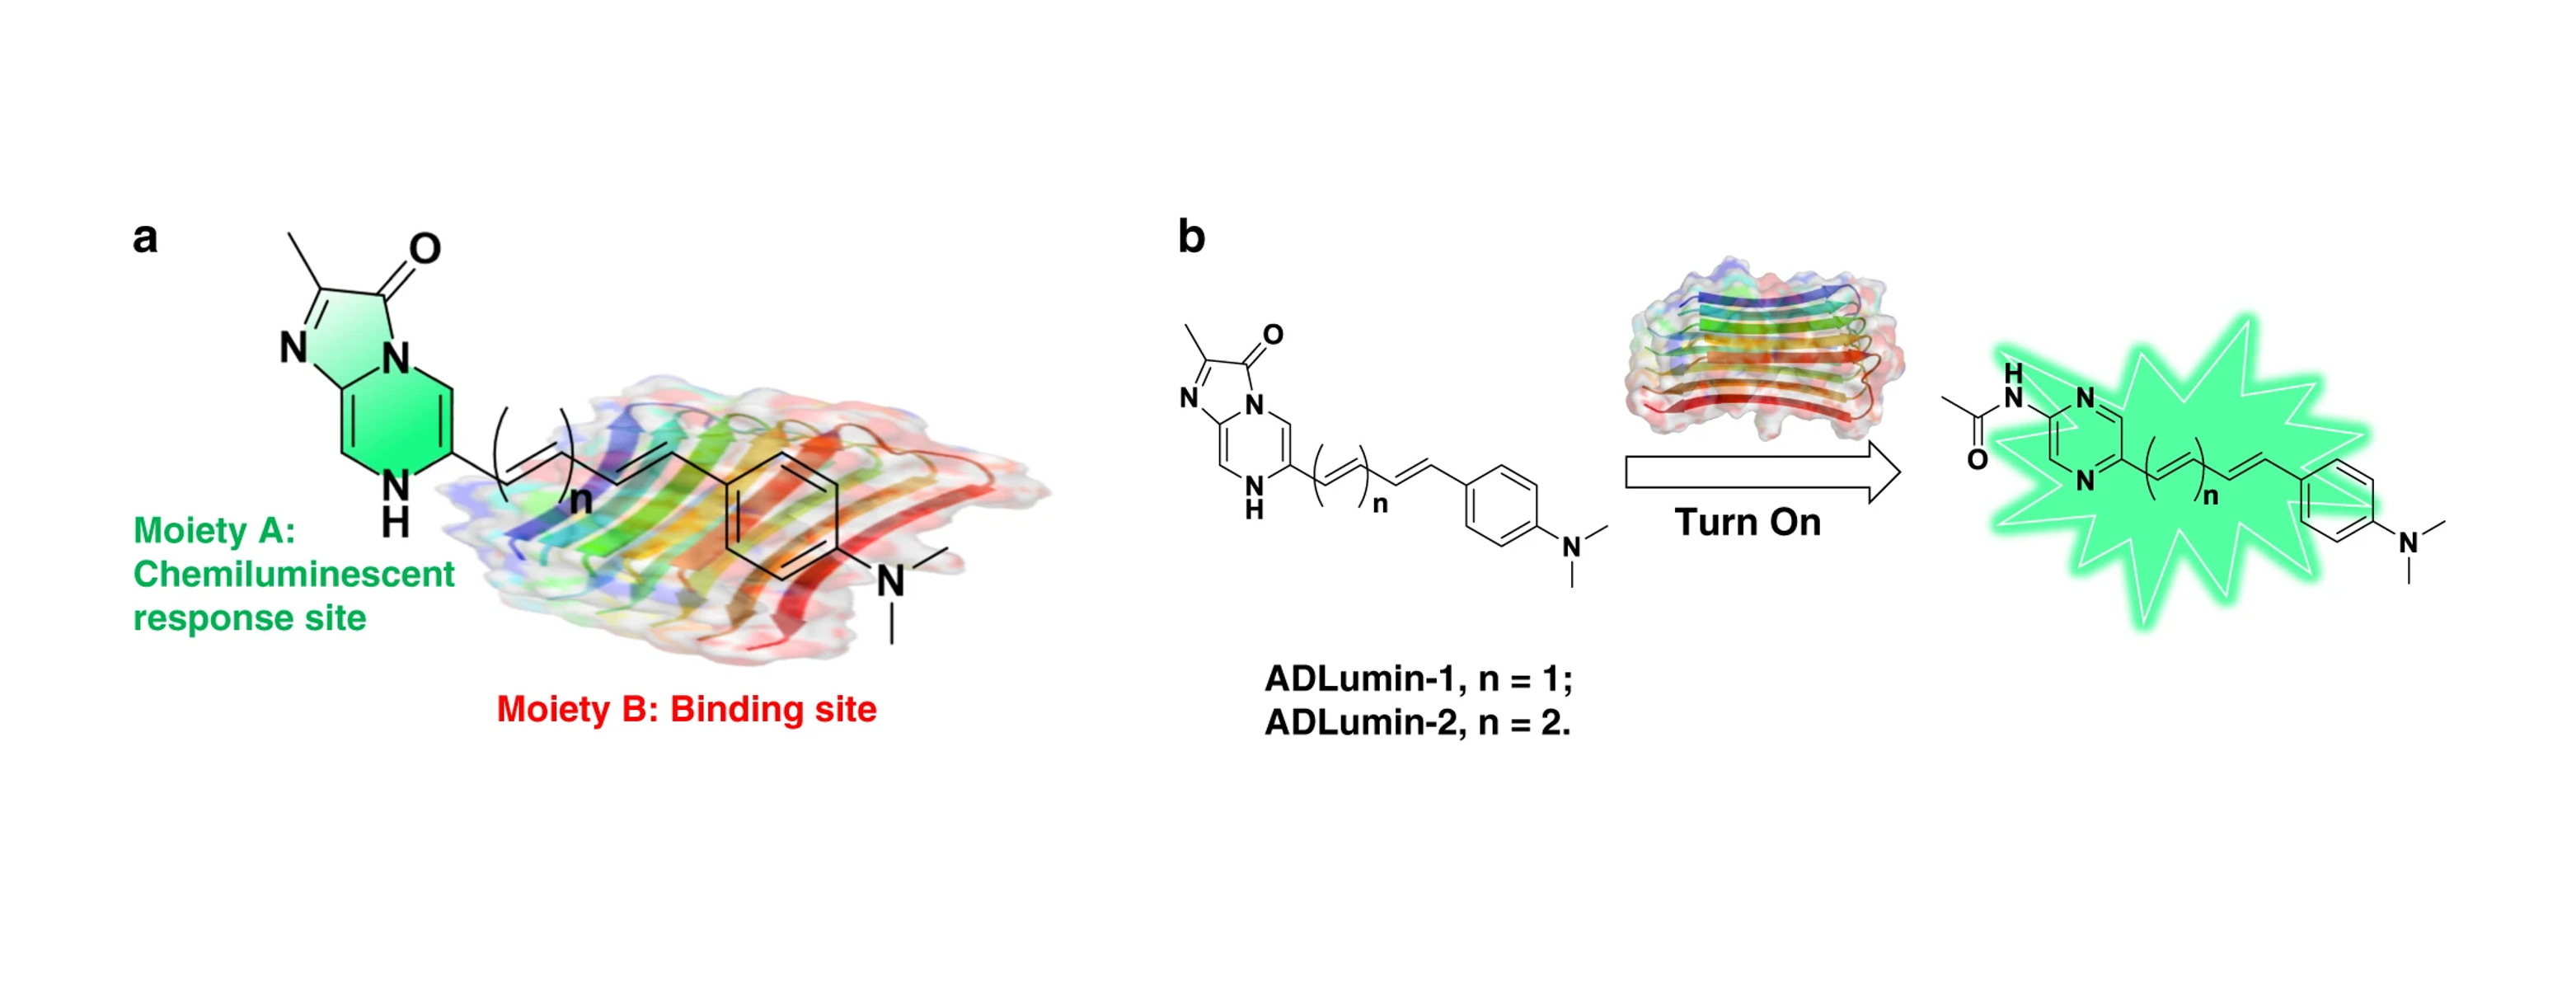 a
O
N
N
N
H
n
N
Moiety A:
Chemiluminescent
response site
Moiety B: Binding site
b
O
N
N
N
H
n
N
Turn On
H
N
O
N
N
n
N
ADLumin-1, n = 1;
ADLumin-2, n = 2.